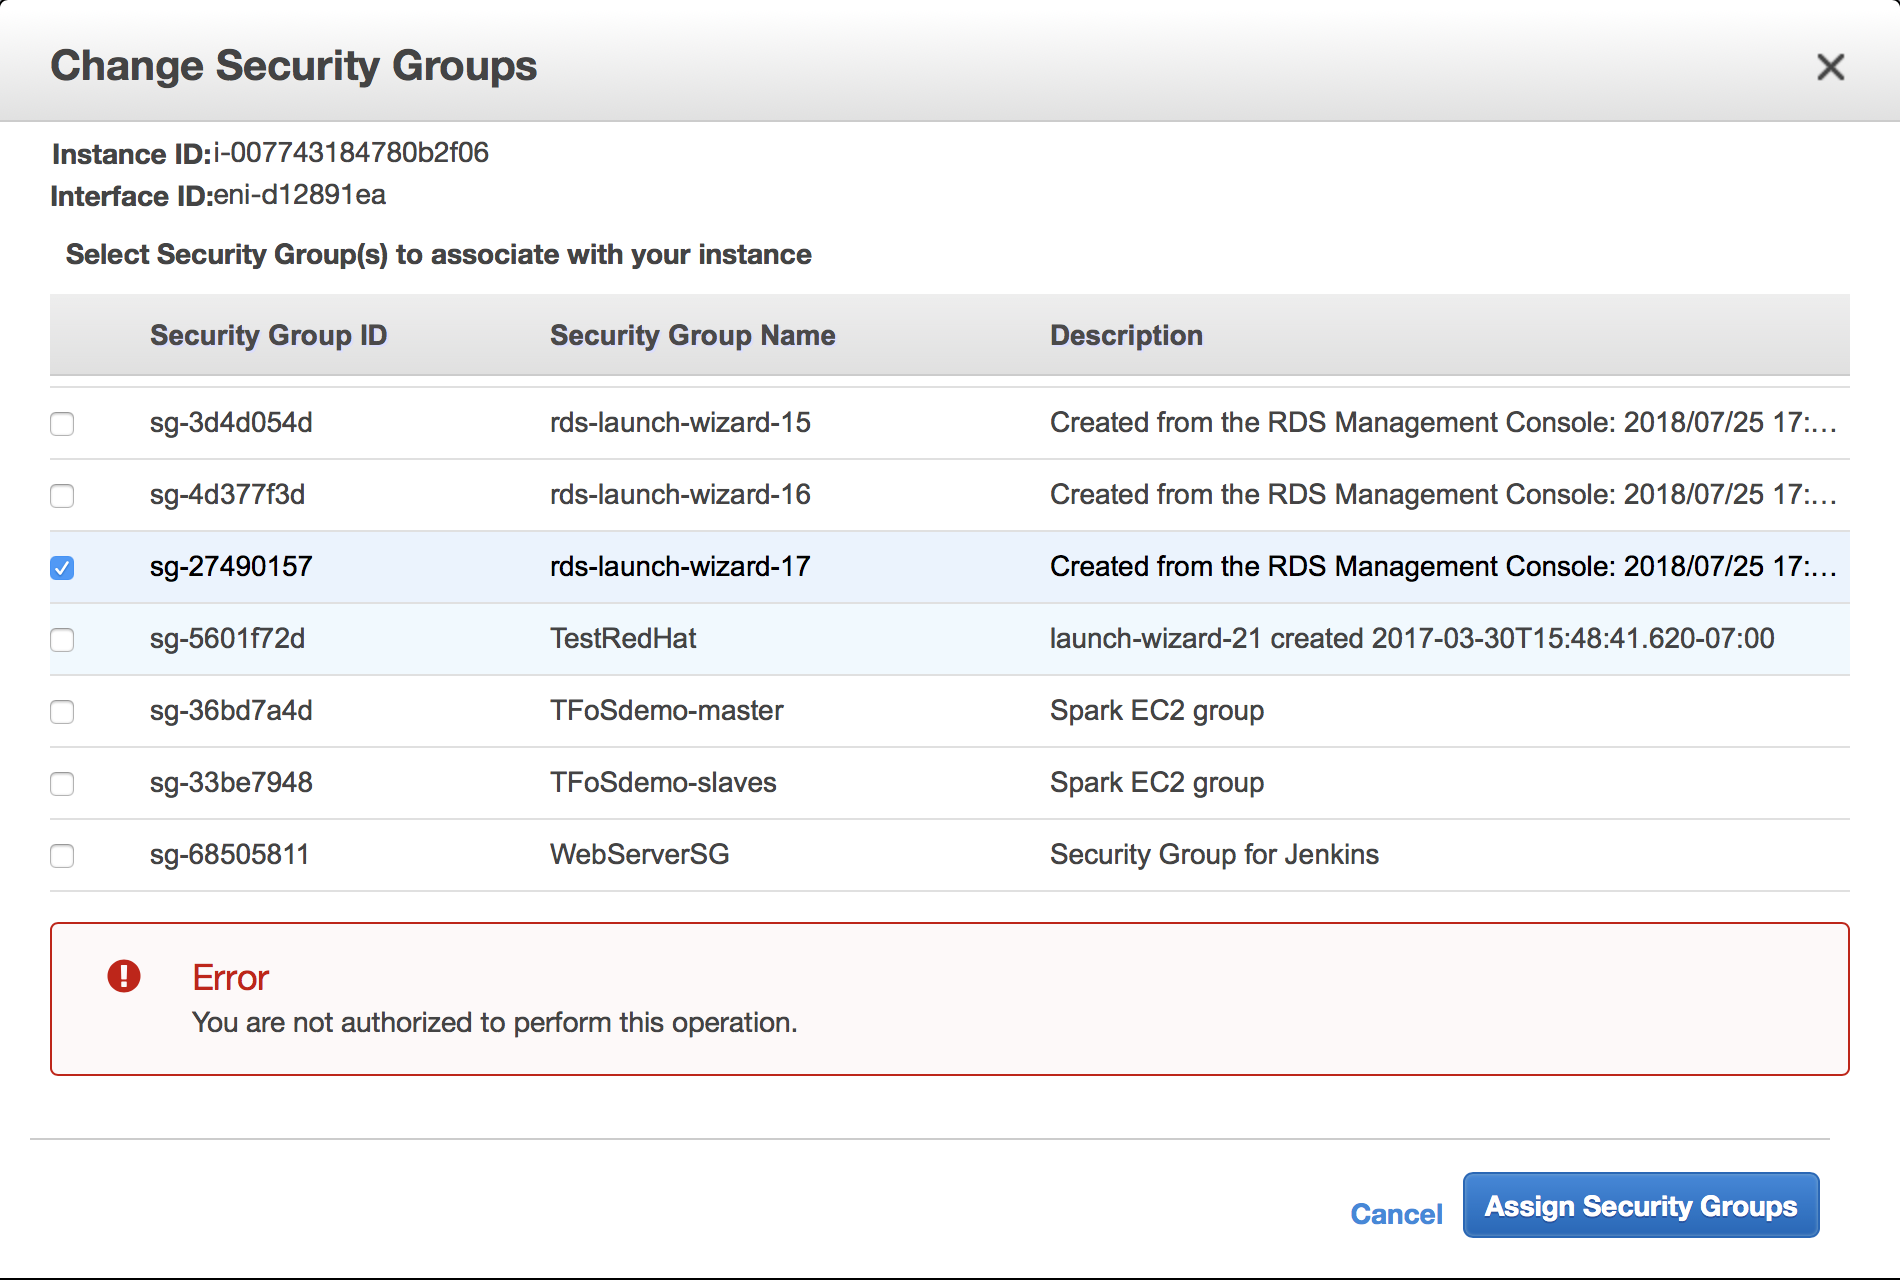 Change Security Groups
Instance ID:i-007743184780b2f06
Interface ID:eni-d12891ea
Select Security Group(s) to associate with your instance
Security Group ID Security Group Name Description
sg-3d4d054d rds-launch-wizard-15 Created from the RDS Management Console: 2018/07/25 17:...
sg-4d377f3d rds-launch-wizard-16 Created from the RDS Management Console: 2018/07/25 17:...
sg-27490157 rds-launch-wizard-17 Created from the RDS Management Console: 2018/07/25 17:...
sg-5601f72d TestRedHat launch-wizard-21 created 2017-03-30T15:48:41.620-07:00
sg-36bd7a4d TFoSdemo-master Spark EC2 group
sg-33be7948 TFoSdemo-slaves Spark EC2 group
sg-68505811 WebServerSG Security Group for Jenkins
Error
You are not authorized to perform this operation.
Cancel Assign Security Groups